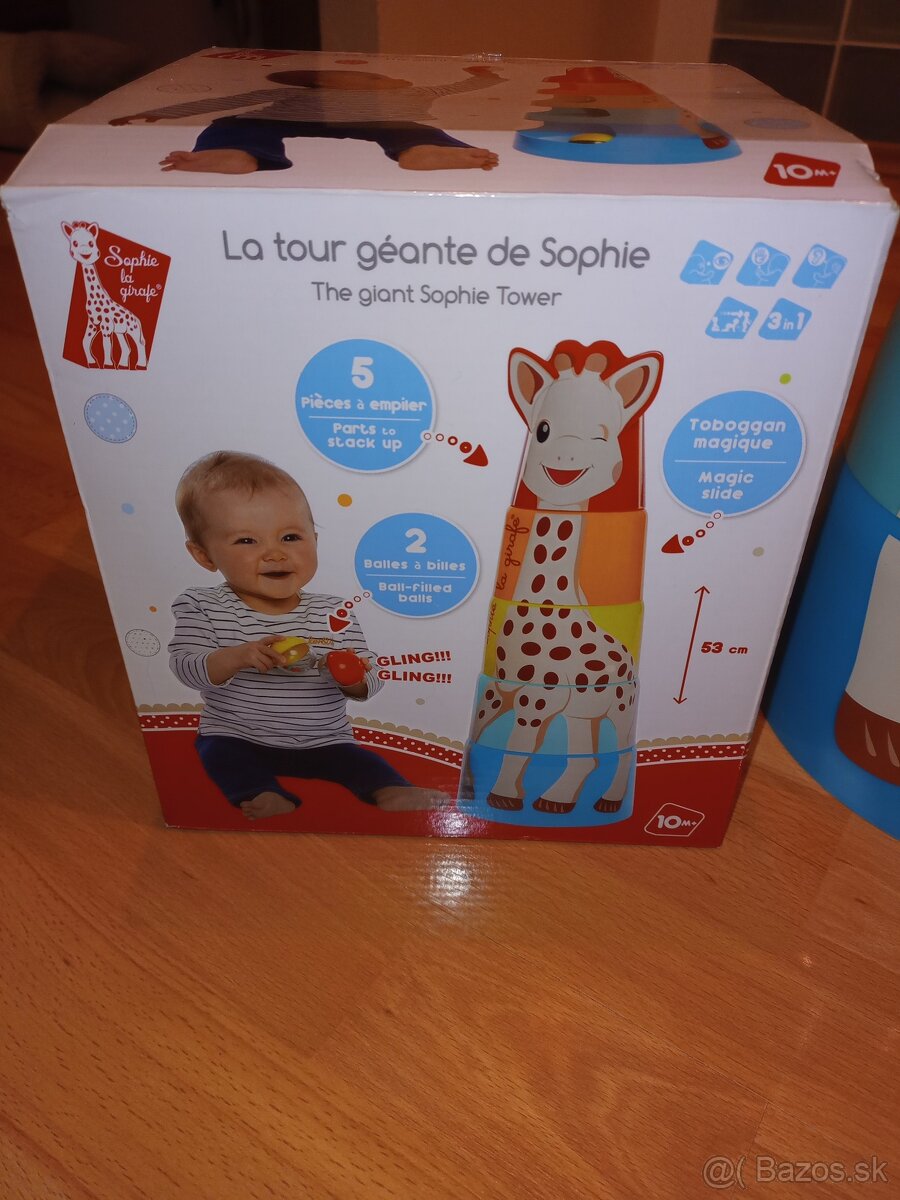 10M+
Sophie
la
girafe®
La tour géante de Sophie
The giant Sophie Tower
3 in 1
5
Pièces à empiler
Parts to
stack up
Toboggan
magique
Magic
slide
2
Balles à billes
Ball-filled
balls
GLING!!!
GLING!!!
la girafe
53 cm
10M+
@( Bazos.sk